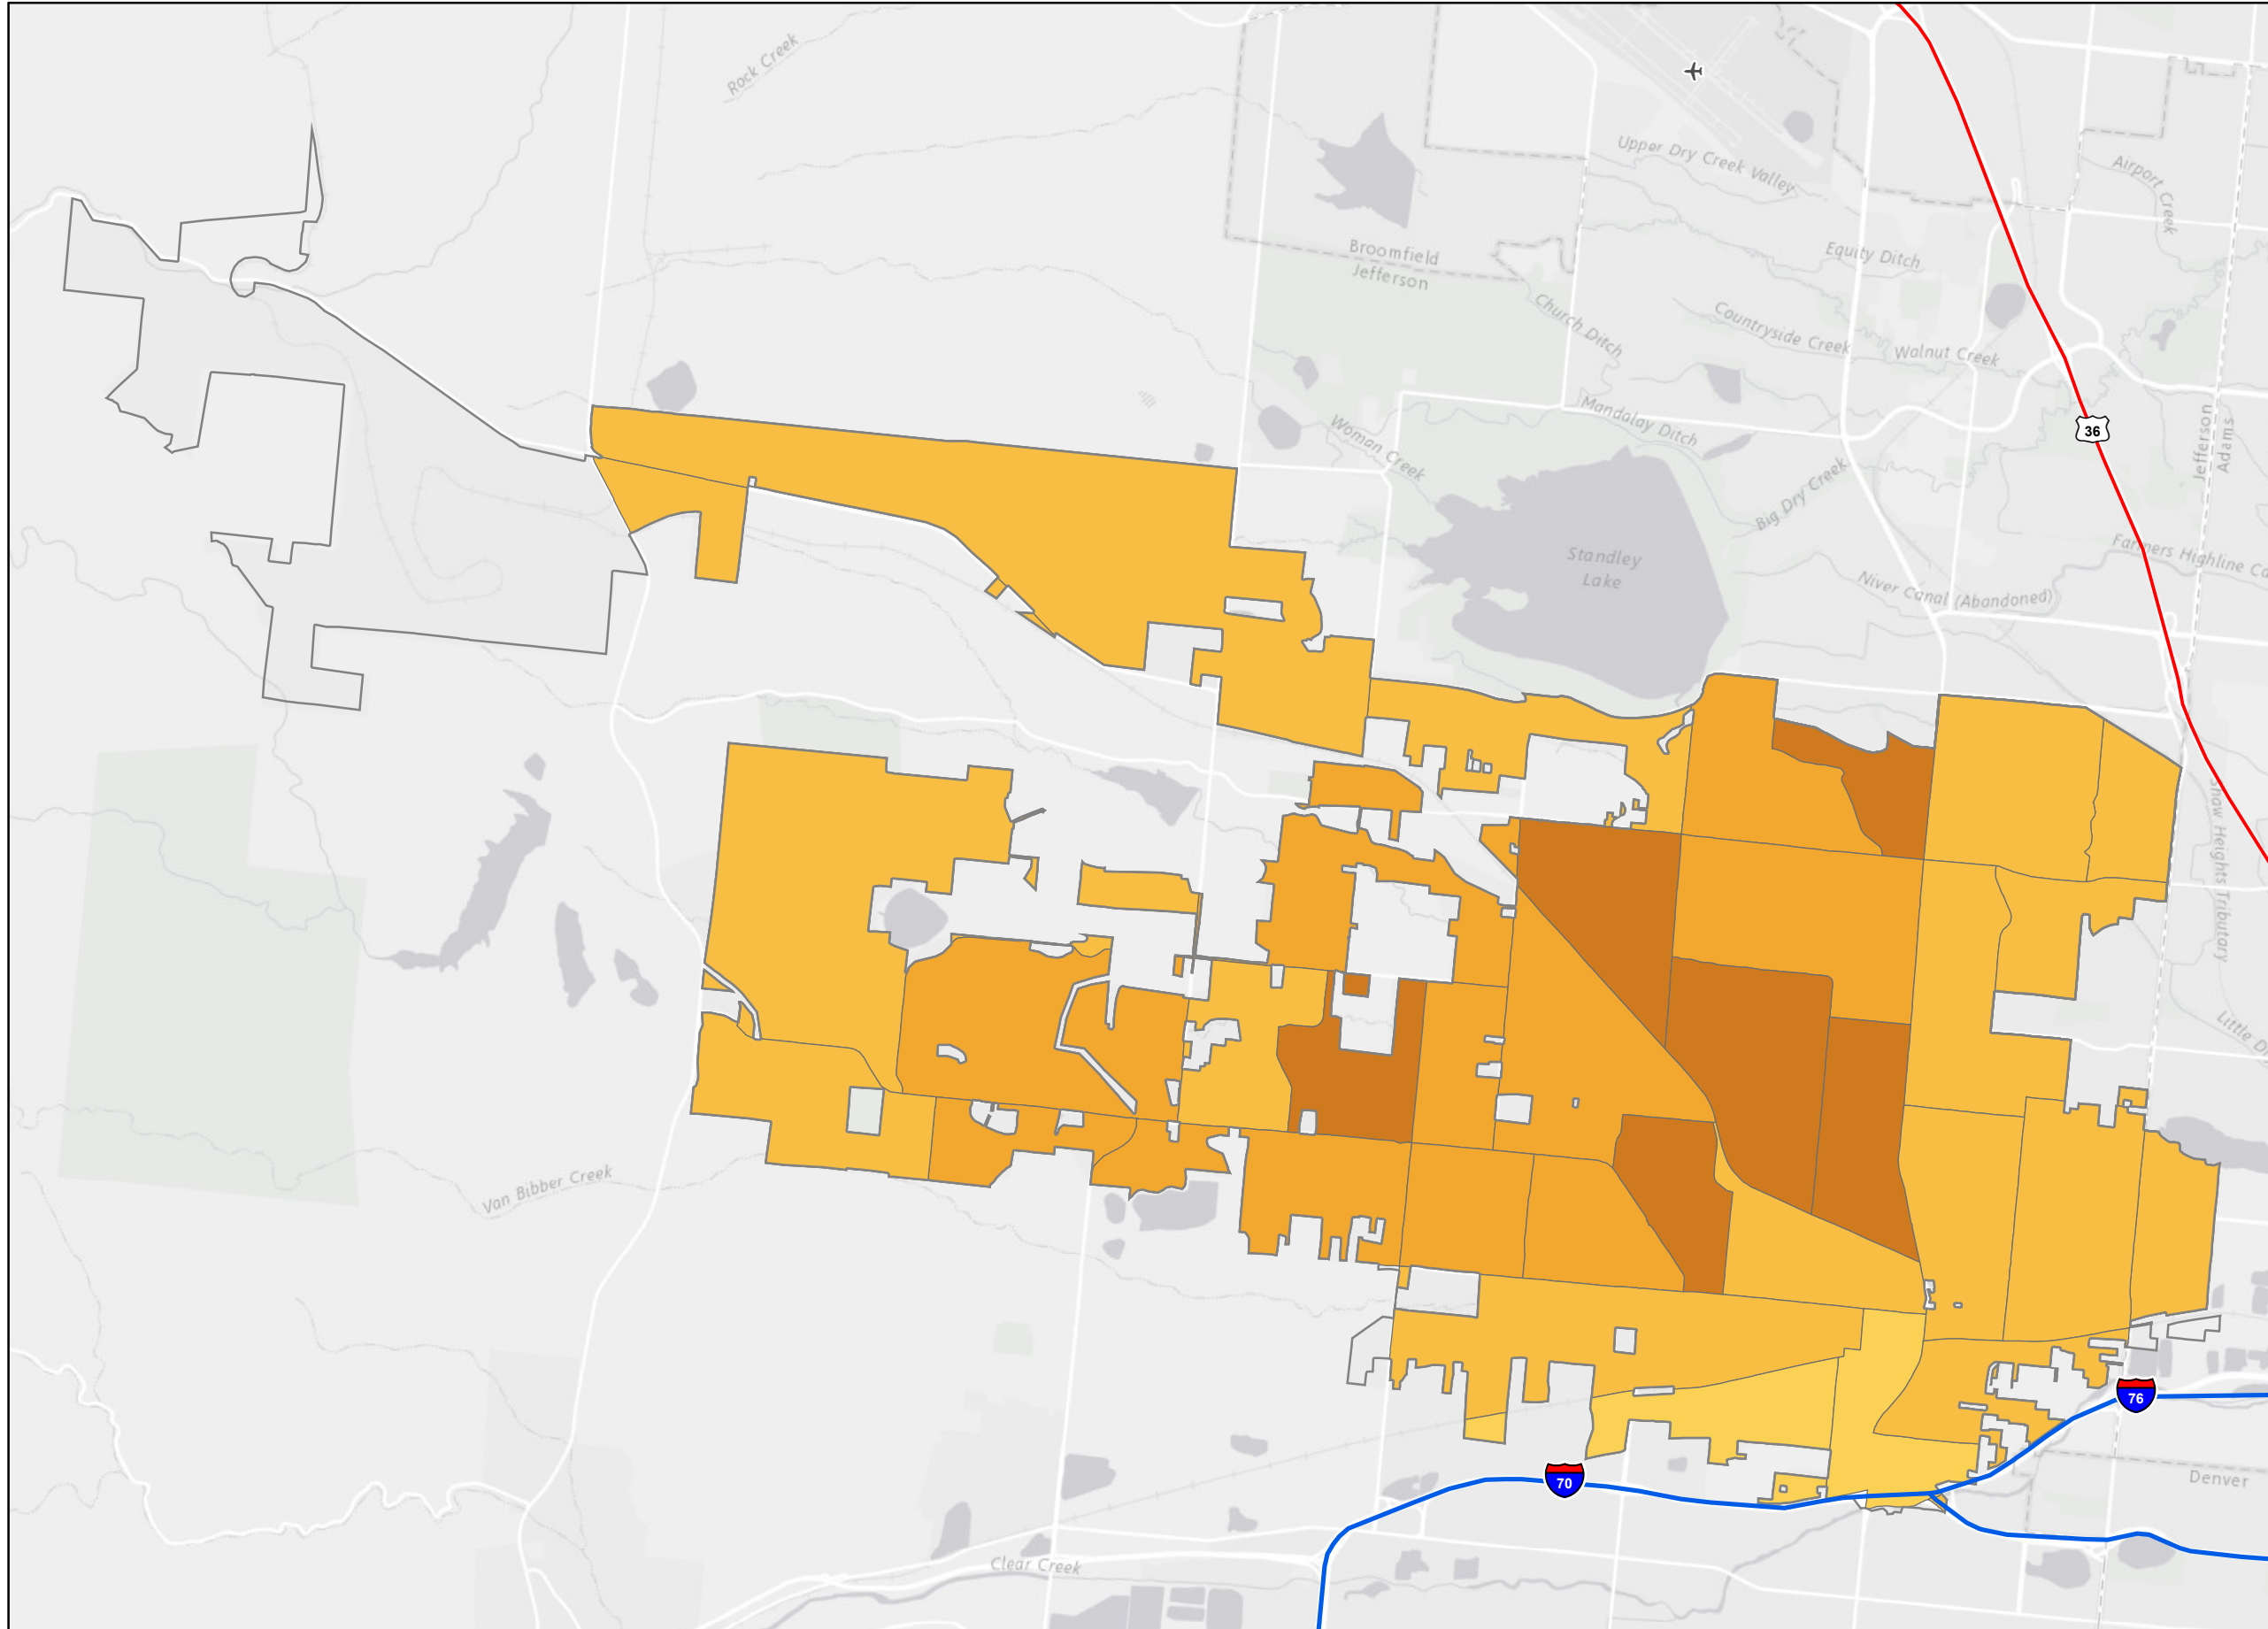 Rock Creek
Upper Dry Creek Valley
Airport Creek
Broomfield
Jefferson
Equity Ditch
Church Ditch
Countryside Creek
Walnut Creek
Mandalay Ditch
Woman Creek
36
Jefferson
Adams
Big Dry Creek
Standley
Lake
Farmers Highline
Niver Canal (Abandoned)
Shaw Heights Tributary
Little
Van Bibber Creek
76
70
Denver
Clear Creek